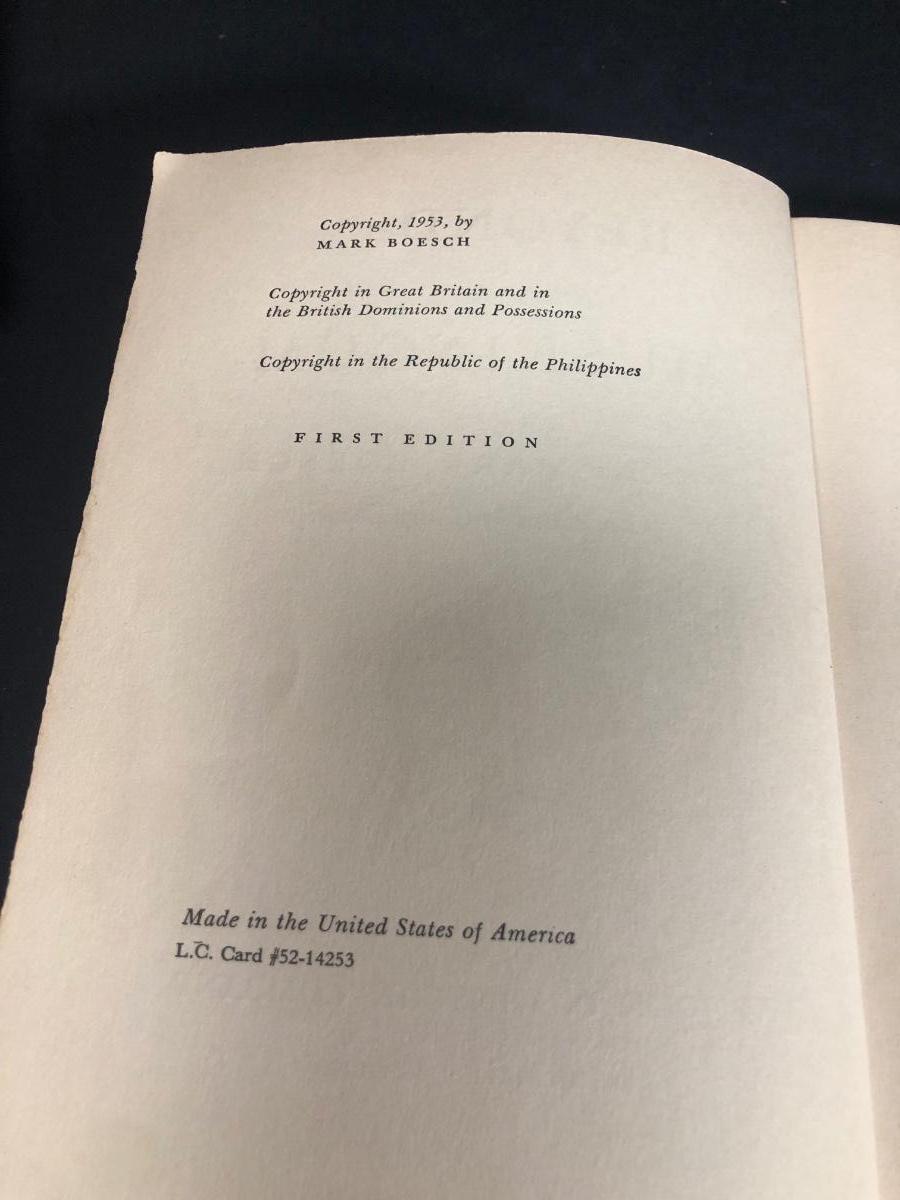 Copyright, 1953, by
MARK BOESCH
Copyright in Great Britain and in
the British Dominions and Possessions
Copyright in the Republic of the Philippines
FIRST EDITION
Made in the United States of America
L.C. Card #52-14253